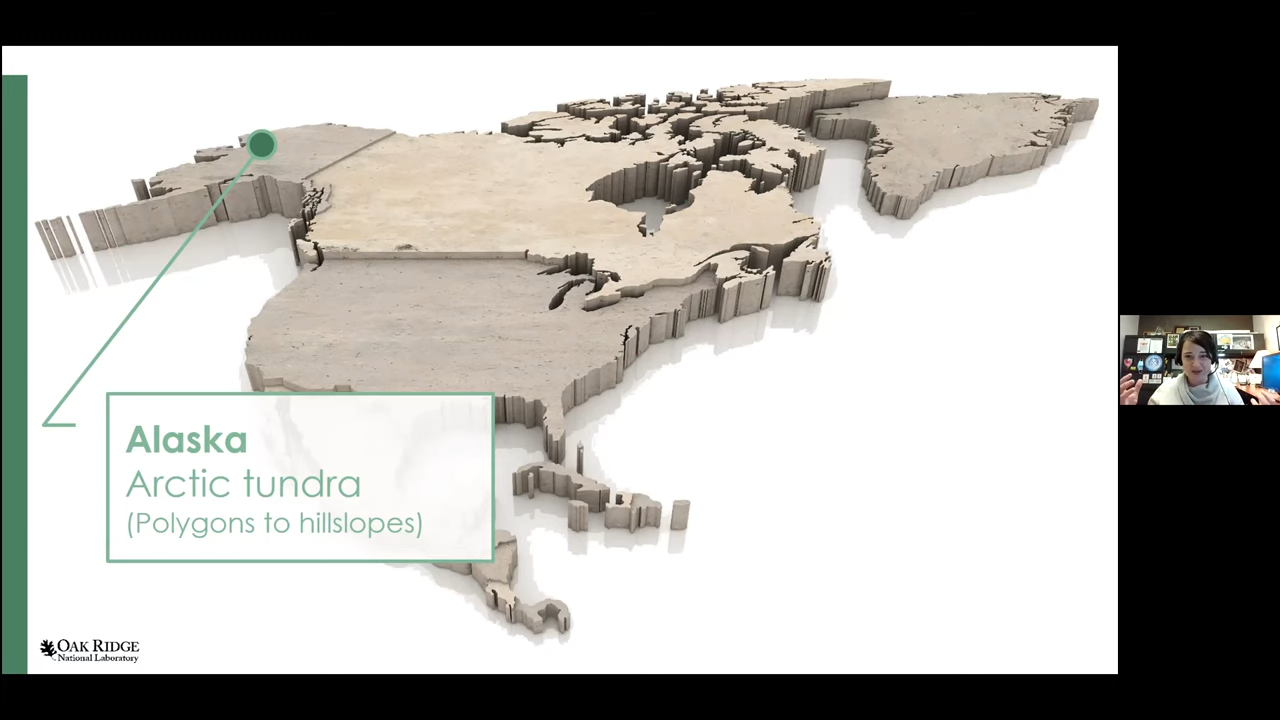 Alaska
Arctic tundra
(Polygons to hillslopes)
OAK RIDGE
National Laboratory